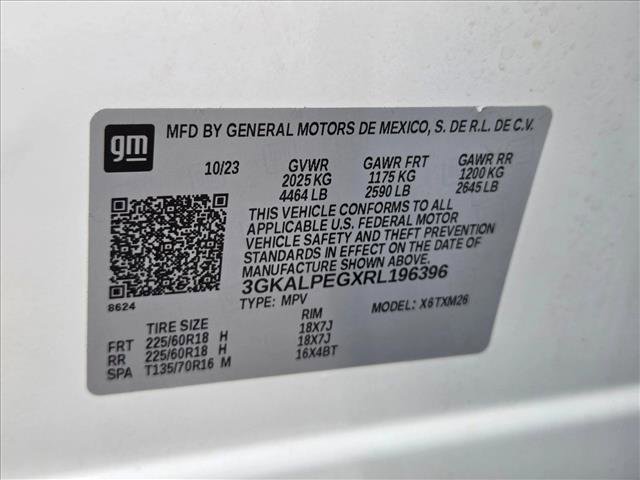 gm MFD BY GENERAL MOTORS DE MEXICO, S. DE R.L. DE C.V.
10/23 GVWR GAWR FRT GAWR RR
2025 KG 1175 KG 1200 KG
4464 LB 2590 LB 2645 LB
THIS VEHICLE CONFORMS TO ALL
APPLICABLE U.S. FEDERAL MOTOR
VEHICLE SAFETY AND THEFT PREVENTION
STANDARDS IN EFFECT ON THE DATE OF
MANUFACTURE SHOWN ABOVE.
3GKALPEGXRL196396
8624 TYPE: MPV MODEL: X6TXM26
TIRE SIZE RIM
FRT 225/60R18 H 18X7J
RR 225/60R18 H 18X7J
SPA T135/70R16 M 16X4BT